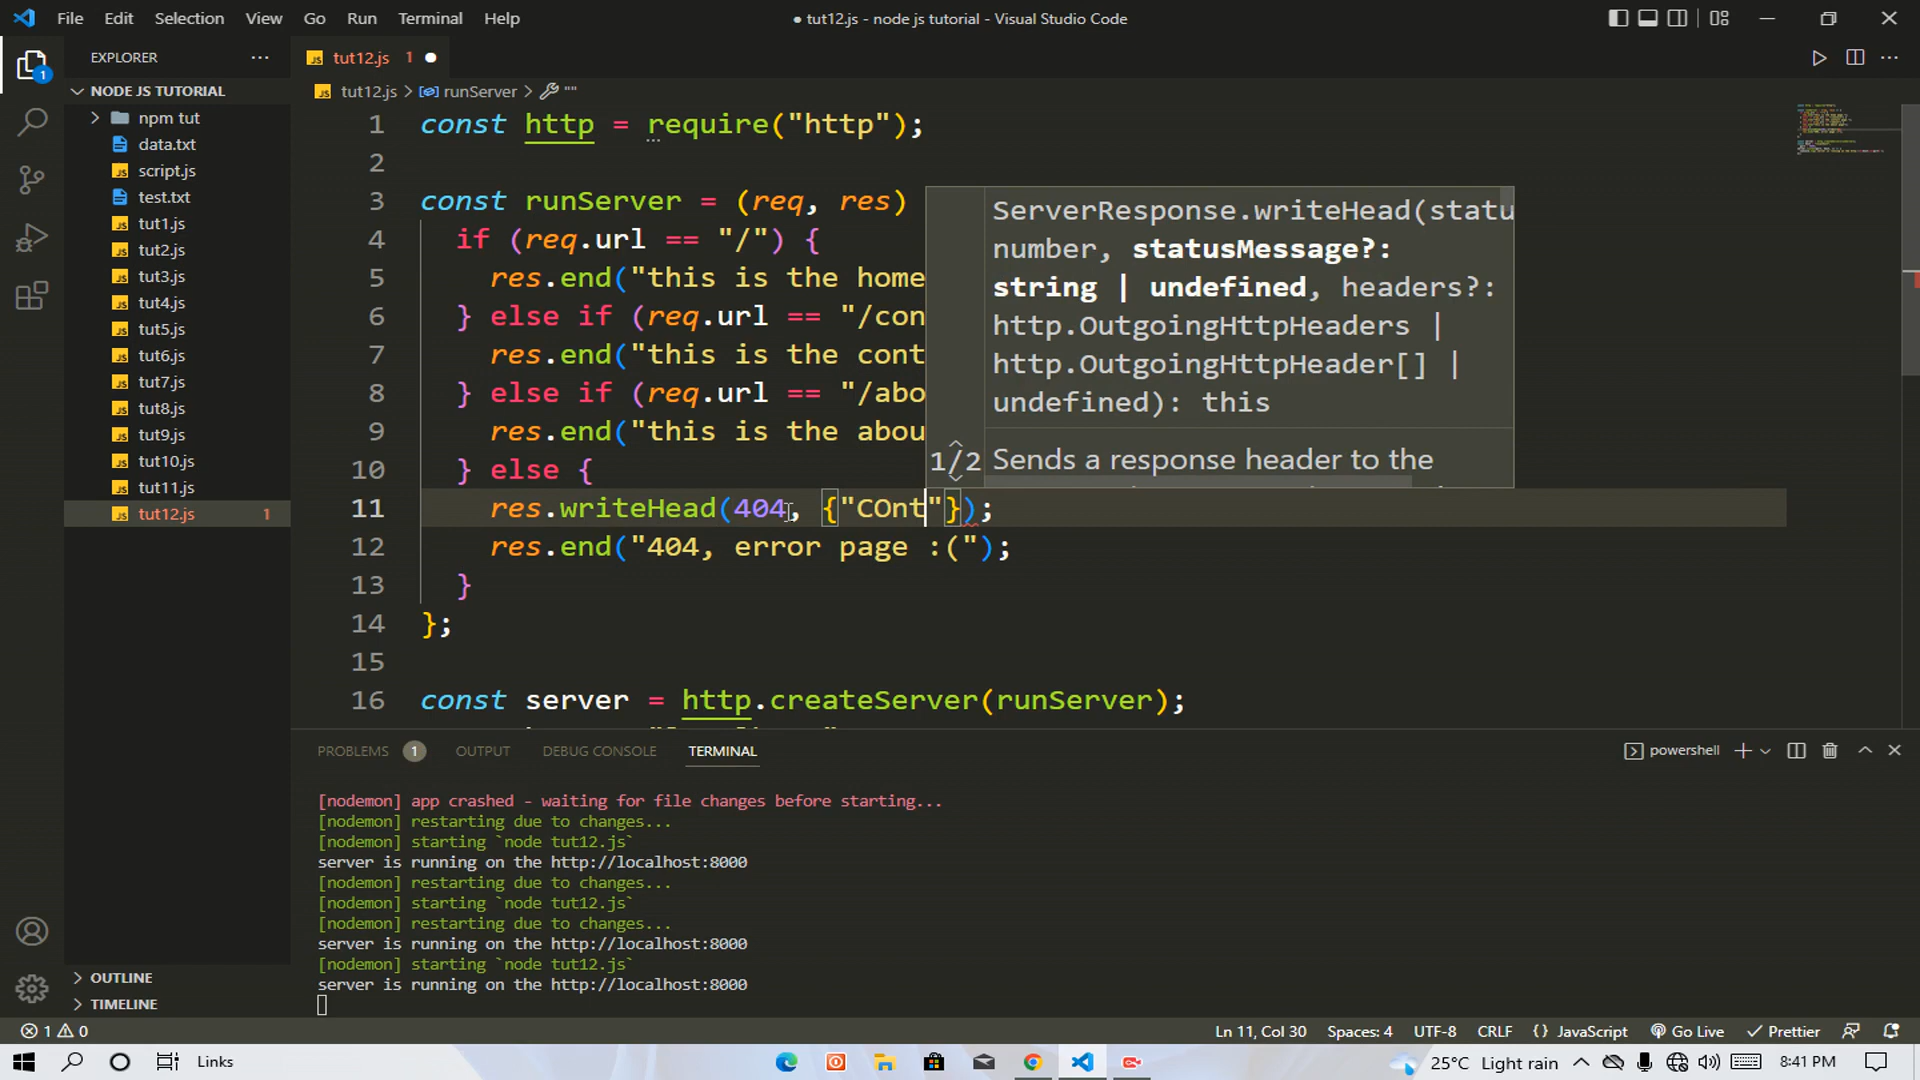 File Edit Selection View Go Run Terminal Help
● tut12.js - node js tutorial - Visual Studio Code
EXPLORER ...
NODE JS TUTORIAL
npm tut
data.txt
script.js
test.txt
tut1.js
tut2.js
tut3.js
tut4.js
tut5.js
tut6.js
tut7.js
tut8.js
tut9.js
tut10.js
tut11.js
tut12.js 1
OUTLINE
TIMELINE
1
tut12.js 1
tut12.js > runServer > ""
1 const http = require("http");
2
3 const runServer = (req, res)
4 if (req.url == "/") {
5 res.end("this is the home
6 } else if (req.url == "/con
7 res.end("this is the cont
8 } else if (req.url == "/abo
9 res.end("this is the abou
10 } else {
11 res.writeHead(404, {"COnt"});
12 res.end("404, error page :(");
13 }
14 };
15
16 const server = http.createServer(runServer);
ServerResponse.writeHead(statu
number, statusMessage?:
string | undefined, headers?:
http.OutgoingHttpHeaders |
http.OutgoingHttpHeader[] |
undefined): this
1/2 Sends a response header to the
PROBLEMS 1 OUTPUT DEBUG CONSOLE TERMINAL
powershell
[nodemon] app crashed - waiting for file changes before starting...
[nodemon] restarting due to changes...
[nodemon] starting `node tut12.js`
server is running on the http://localhost:8000
[nodemon] restarting due to changes...
[nodemon] starting `node tut12.js`
[nodemon] restarting due to changes...
server is running on the http://localhost:8000
[nodemon] starting `node tut12.js`
server is running on the http://localhost:8000
1 0
Ln 11, Col 30 Spaces: 4 UTF-8 CRLF {} JavaScript Go Live Prettier
Links
25°C Light rain
8:41 PM